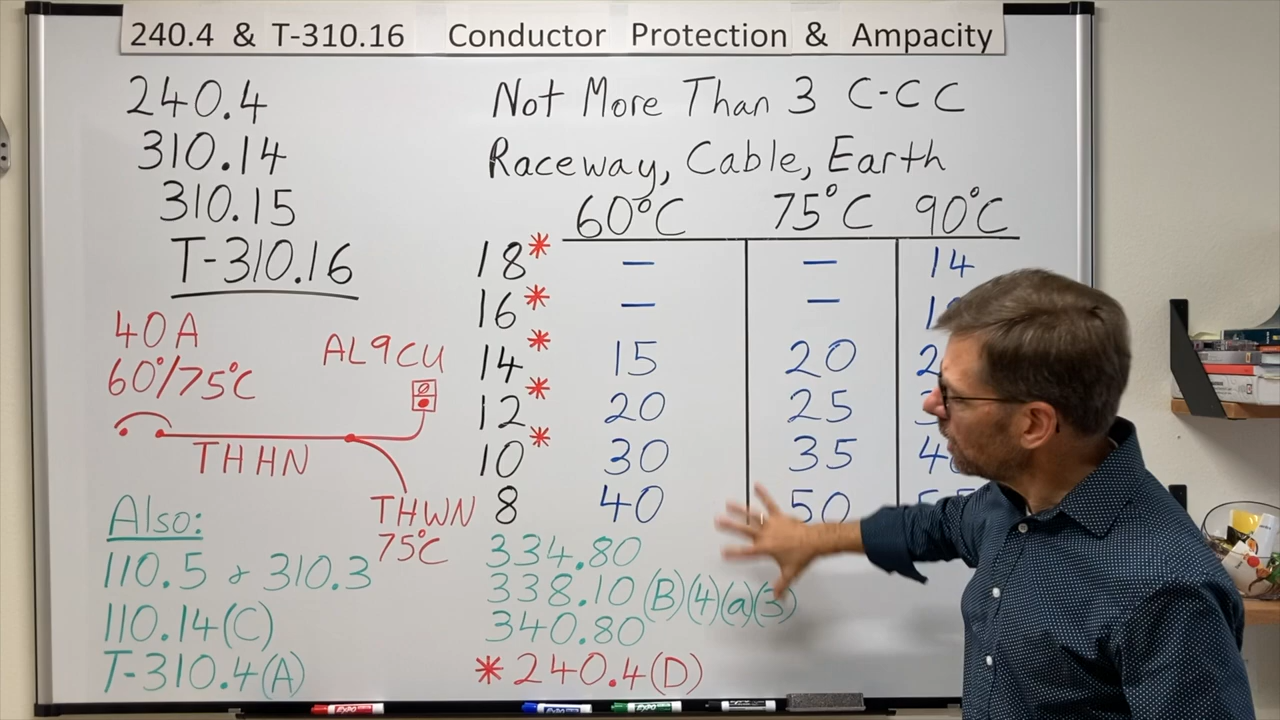 240.4 & T-310.16 Conductor Protection & Ampacity
240.4
310.14
310.15
T-310.16
40A
60°/75°C
AL9CU
THHN
THWN
75°C
Also:
110.5 & 310.3
110.14(C)
T-310.4(A)
Not More Than 3 C-CC
Raceway, Cable, Earth
60°C 75°C 90°C
18* — — 14
16* — —
14* 15 20
12* 20 25
10* 30 35
8 40 50
334.80
338.10(B)(4)(a)(3)
340.80
* 240.4(D)
EXPO
EXPO
EXPO